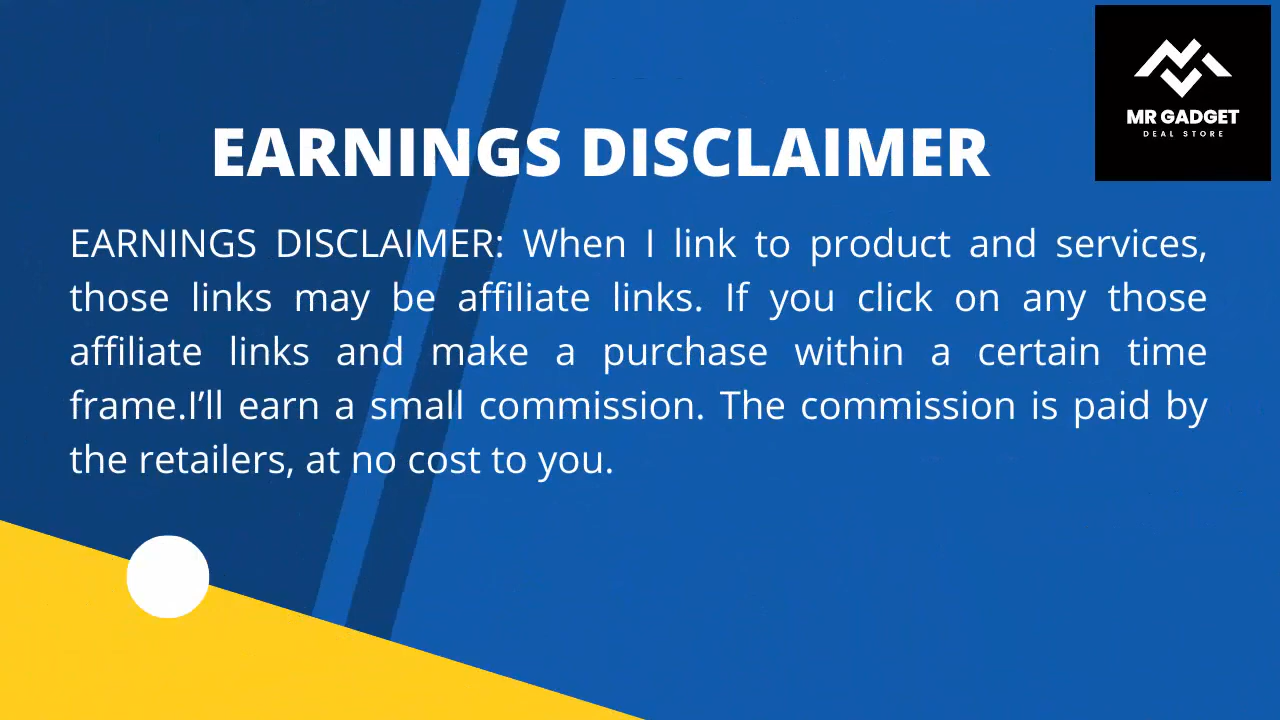 MR GADGET
DEAL STORE
EARNINGS DISCLAIMER
EARNINGS DISCLAIMER: When I link to product and services,
those links may be affiliate links. If you click on any those
affiliate links and make a purchase within a certain time
frame.I’ll earn a small commission. The commission is paid by
the retailers, at no cost to you.